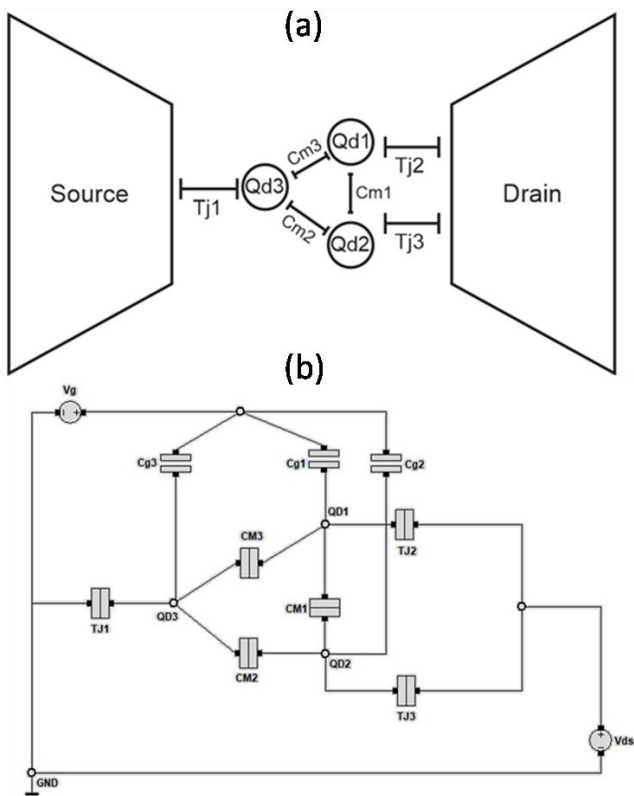 (a)
Source
Qd3
Cm3
Qd1
Tj2
Drain
Tj1
Cm1
Cm2
Qd2
Tj3
(b)
Vg
Cg3
Cg1
Cg2
QD1
CM3
TJ2
TJ1
QD3
CM1
CM2
QD2
TJ3
Vds
GND